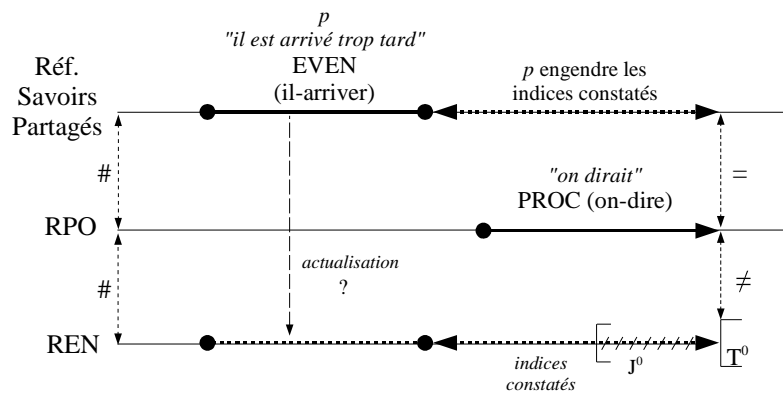 p
"il est arrivé trop tard"
EVEN
(il-arriver)
p engendre les
indices constatés
Réf.
Savoirs
Partagés
#
=
"on dirait"
PROC (on-dire)
RPO
#
actualisation
?
≠
REN
indices
constatés
J⁰
T⁰